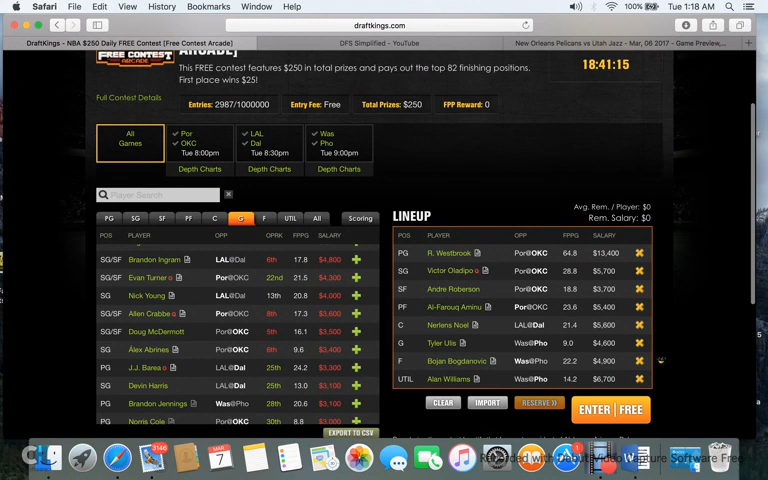 Safari File Edit View History Bookmarks Window Help 100% Tue 1:18 AM
draftkings.com
DraftKings - NBA $250 Daily FREE Contest [Free Contest Arcade] DFS Simplified - YouTube New Orleans Pelicans vs Utah Jazz - Mar, 06 2017 - Game Preview,...
FREE CONTEST
ARCADE
ARCADE]
This FREE contest features $250 in total prizes and pays out the top 82 finishing positions.
First place wins $25!
18:41:15
Full Contest Details
Entries: 2987/1000000 Entry Fee: Free Total Prizes: $250 FPP Reward: 0
All Games
Por OKC Tue 8:00pm
LAL Dal Tue 8:30pm
Was Pho Tue 9:00pm
Depth Charts Depth Charts Depth Charts
Player Search
Avg. Rem. / Player: $0
LINEUP Rem. Salary: $0
PG SG SF PF C G F UTIL All Scoring
POS PLAYER OPP OPRK FPPG SALARY
SG/SF Brandon Ingram LAL@Dal 6th 17.8 $4,800
SG/SF Evan Turner Por@OKC 22nd 21.5 $4,300
SG Nick Young LAL@Dal 13th 20.8 $4,000
SG/SF Allen Crabbe Por@OKC 8th 17.3 $3,600
SG/SF Doug McDermott Por@OKC 5th 16.1 $3,500
SG Álex Abrines Por@OKC 6th 9.6 $3,400
PG J.J. Barea LAL@Dal 25th 24.2 $3,300
SG Devin Harris LAL@Dal 25th 13.0 $3,100
PG Brandon Jennings Was@Pho 28th 20.6 $3,100
PG Norris Cole Por@OKC 30th 8.8 $3,000
EXPORT TO CSV
POS PLAYER OPP FPPG SALARY
PG R. Westbrook Por@OKC 64.8 $13,400
SG Victor Oladipo Por@OKC 28.8 $5,700
SF Andre Roberson Por@OKC 18.8 $3,700
PF Al-Farouq Aminu Por@OKC 23.6 $5,400
C Nerlens Noel LAL@Dal 21.4 $5,600
G Tyler Ulis Was@Pho 9.0 $4,600
F Bojan Bogdanovic Was@Pho 22.2 $4,900
UTIL Alan Williams Was@Pho 14.2 $6,700
CLEAR IMPORT RESERVE ENTER | FREE
3146
MAR 7
1
Recorded with Debut Video Capture Software Free